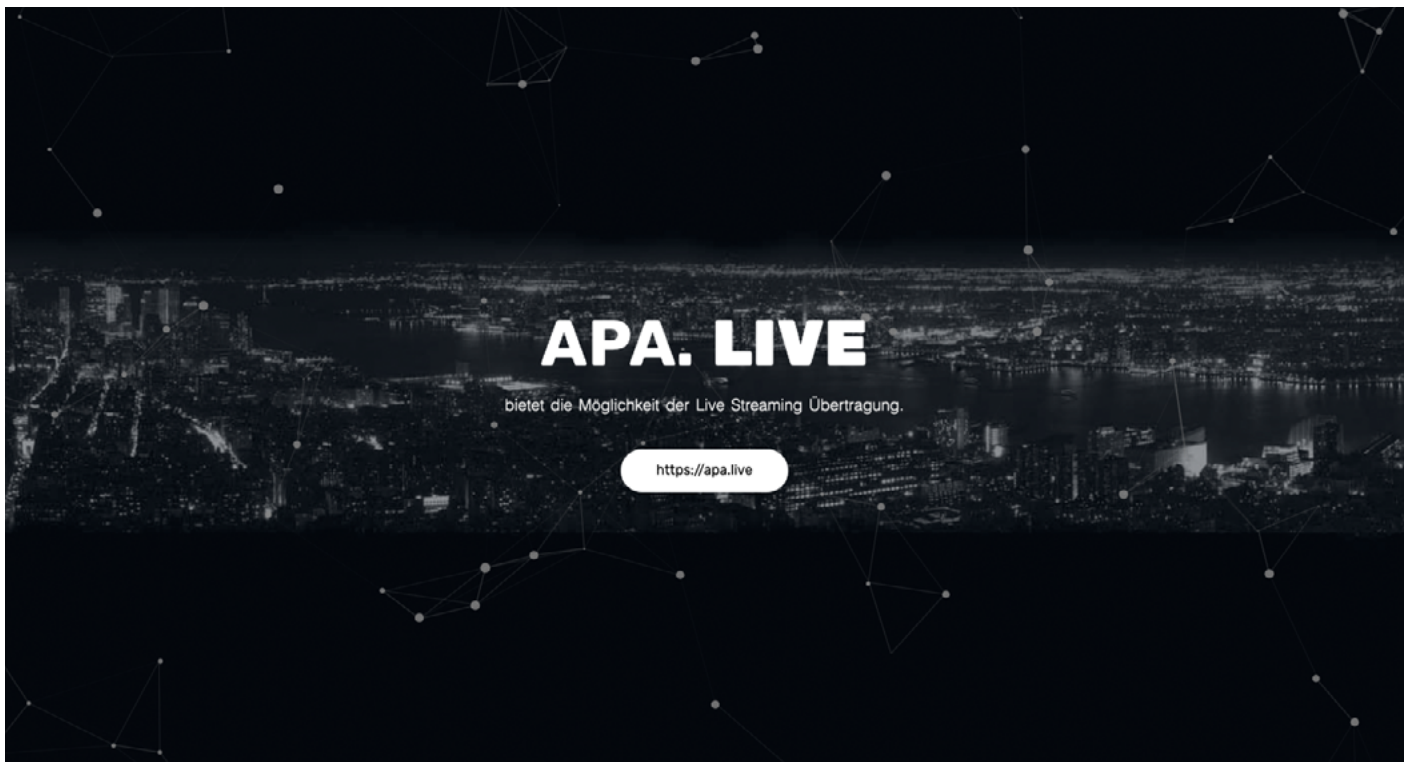 APA. LIVE
bietet die Möglichkeit der Live Streaming Übertragung.
https://apa.live